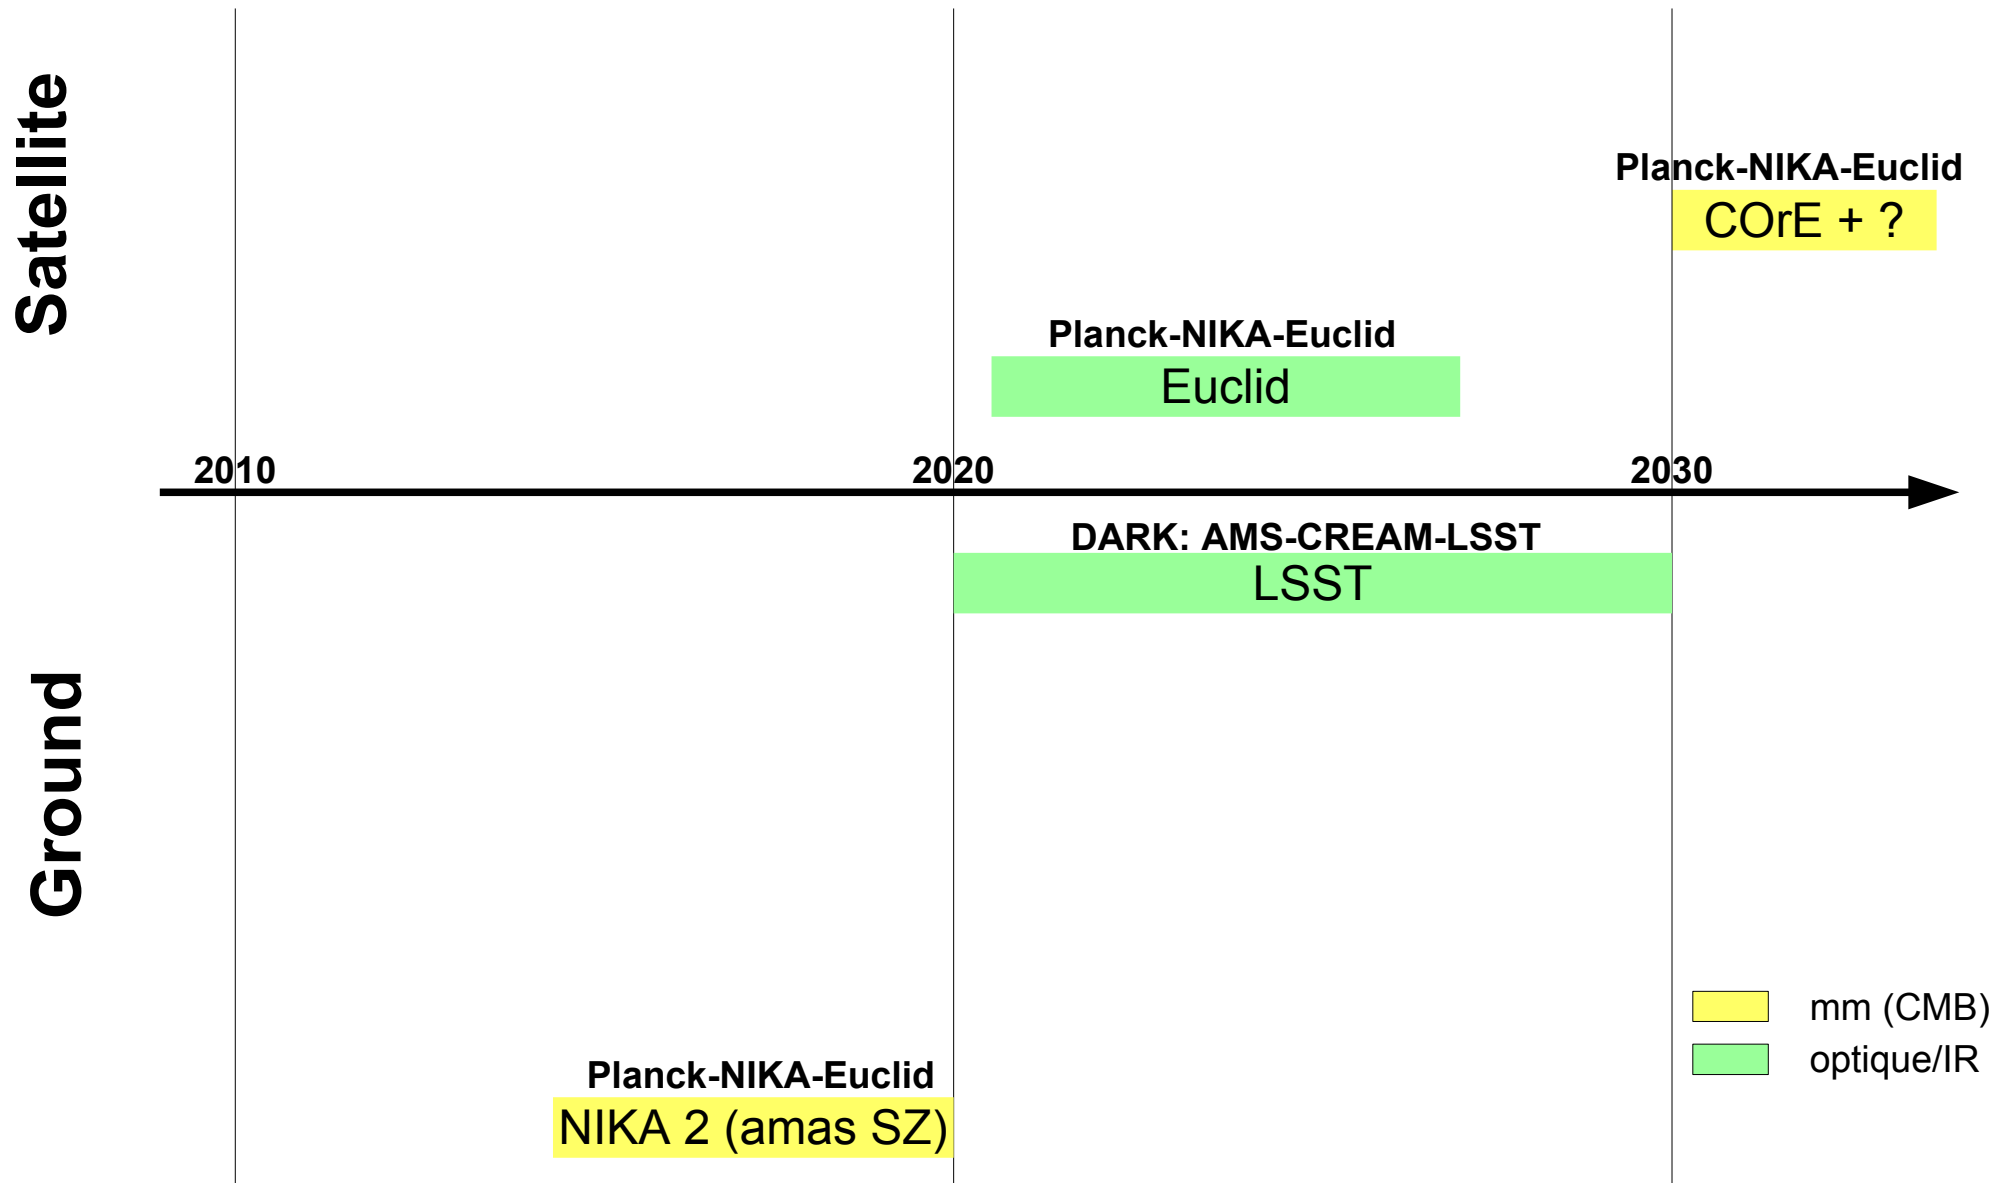 Satellite
Planck-NIKA-Euclid
COrE + ?
Planck-NIKA-Euclid
Euclid
2010
2020
2030
DARK: AMS-CREAM-LSST
LSST
Ground
mm (CMB)
optique/IR
Planck-NIKA-Euclid
NIKA 2 (amas SZ)